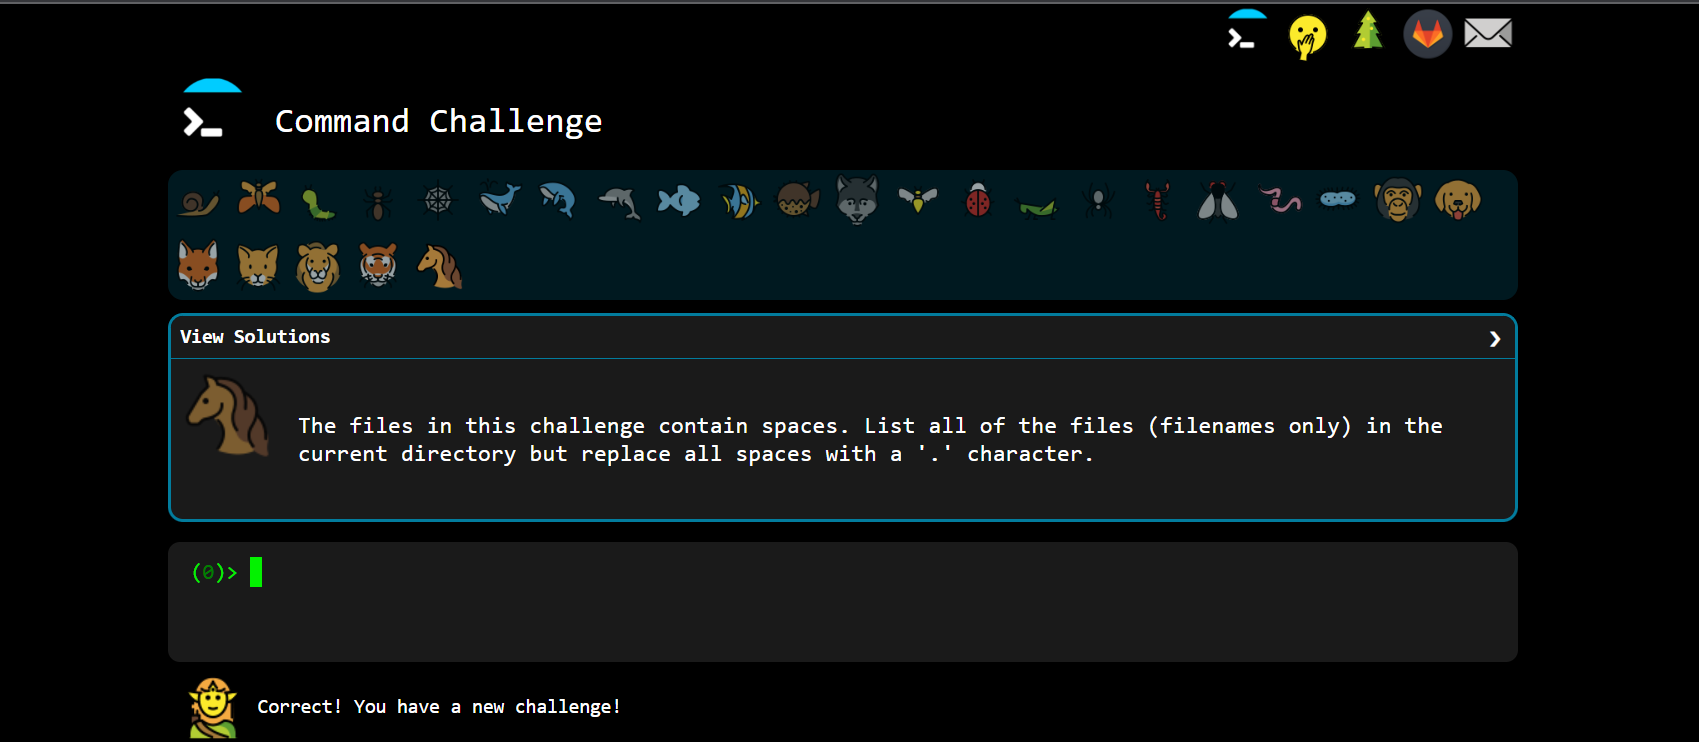 Command Challenge
View Solutions
The files in this challenge contain spaces. List all of the files (filenames only) in the
current directory but replace all spaces with a '.' character.
(0)>
Correct! You have a new challenge!